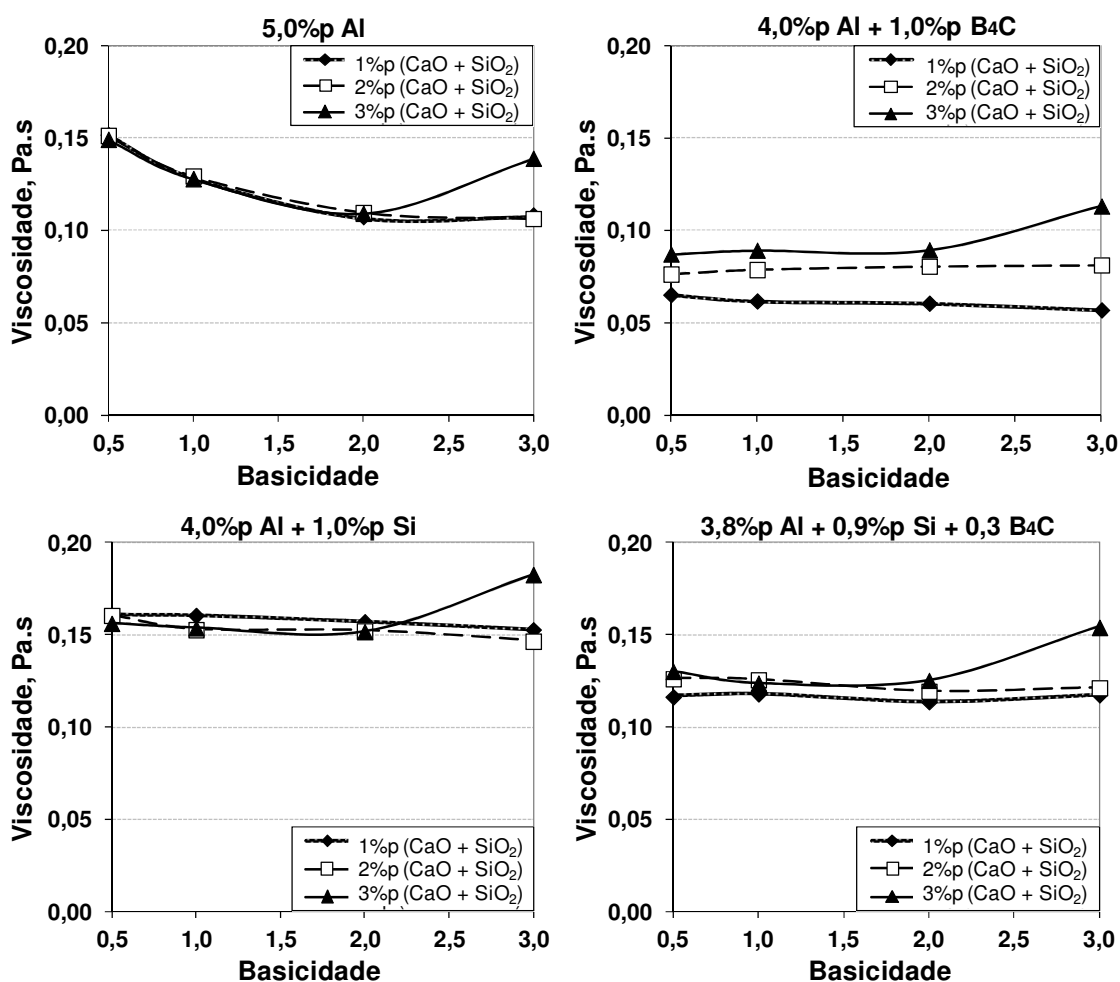 5,0%p Al
0,20
0,15
0,10
0,05
0,00
Viscosidade, Pa.s
1%p (CaO + SiO₂)
2%p (CaO + SiO₂)
3%p (CaO + SiO₂)
0,5 1,0 1,5 2,0 2,5 3,0
Basicidade
4,0%p Al + 1,0%p B₄C
0,20
0,15
0,10
0,05
0,00
Viscosdiade, Pa.s
1%p (CaO + SiO₂)
2%p (CaO + SiO₂)
3%p (CaO + SiO₂)
0,5 1,0 1,5 2,0 2,5 3,0
Basicidade
4,0%p Al + 1,0%p Si
0,20
0,15
0,10
0,05
0,00
Viscosidade, Pa.s
1%p (CaO + SiO₂)
2%p (CaO + SiO₂)
3%p (CaO + SiO₂)
0,5 1,0 1,5 2,0 2,5 3,0
Basicidade
3,8%p Al + 0,9%p Si + 0,3 B₄C
0,20
0,15
0,10
0,05
0,00
Viscosidade, Pa.s
1%p (CaO + SiO₂)
2%p (CaO + SiO₂)
3%p (CaO + SiO₂)
0,5 1,0 1,5 2,0 2,5 3,0
Basicidade